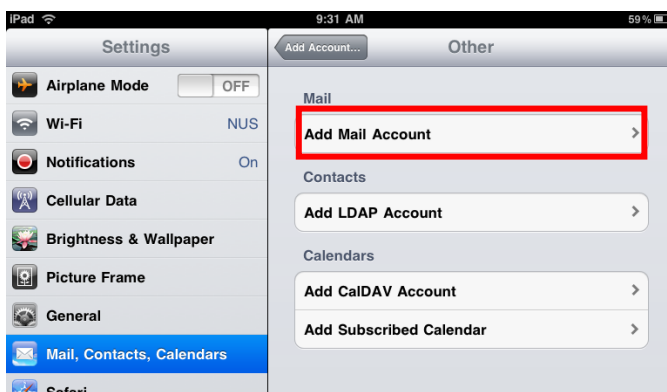 iPad 9:31 AM 59%
Settings
Add Account... Other
Airplane Mode OFF
Wi-Fi NUS
Notifications On
Cellular Data
Brightness & Wallpaper
Picture Frame
General
Mail, Contacts, Calendars
Safari
Mail
Add Mail Account
Contacts
Add LDAP Account
Calendars
Add CalDAV Account
Add Subscribed Calendar